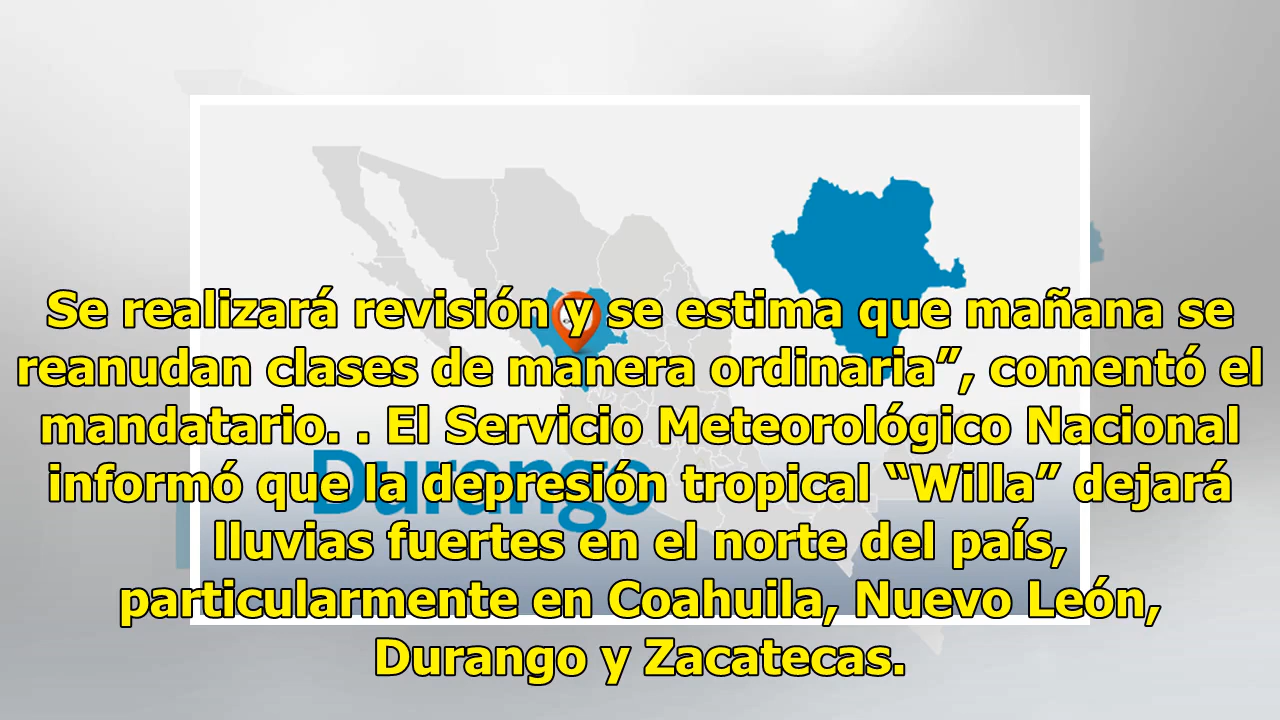 Se realizará revisión y se estima que mañana se
reanudan clases de manera ordinaria”, comentó el
mandatario. . El Servicio Meteorológico Nacional
informó que la depresión tropical “Willa” dejará
lluvias fuertes en el norte del país,
particularmente en Coahuila, Nuevo León,
Durango y Zacatecas.
Durango